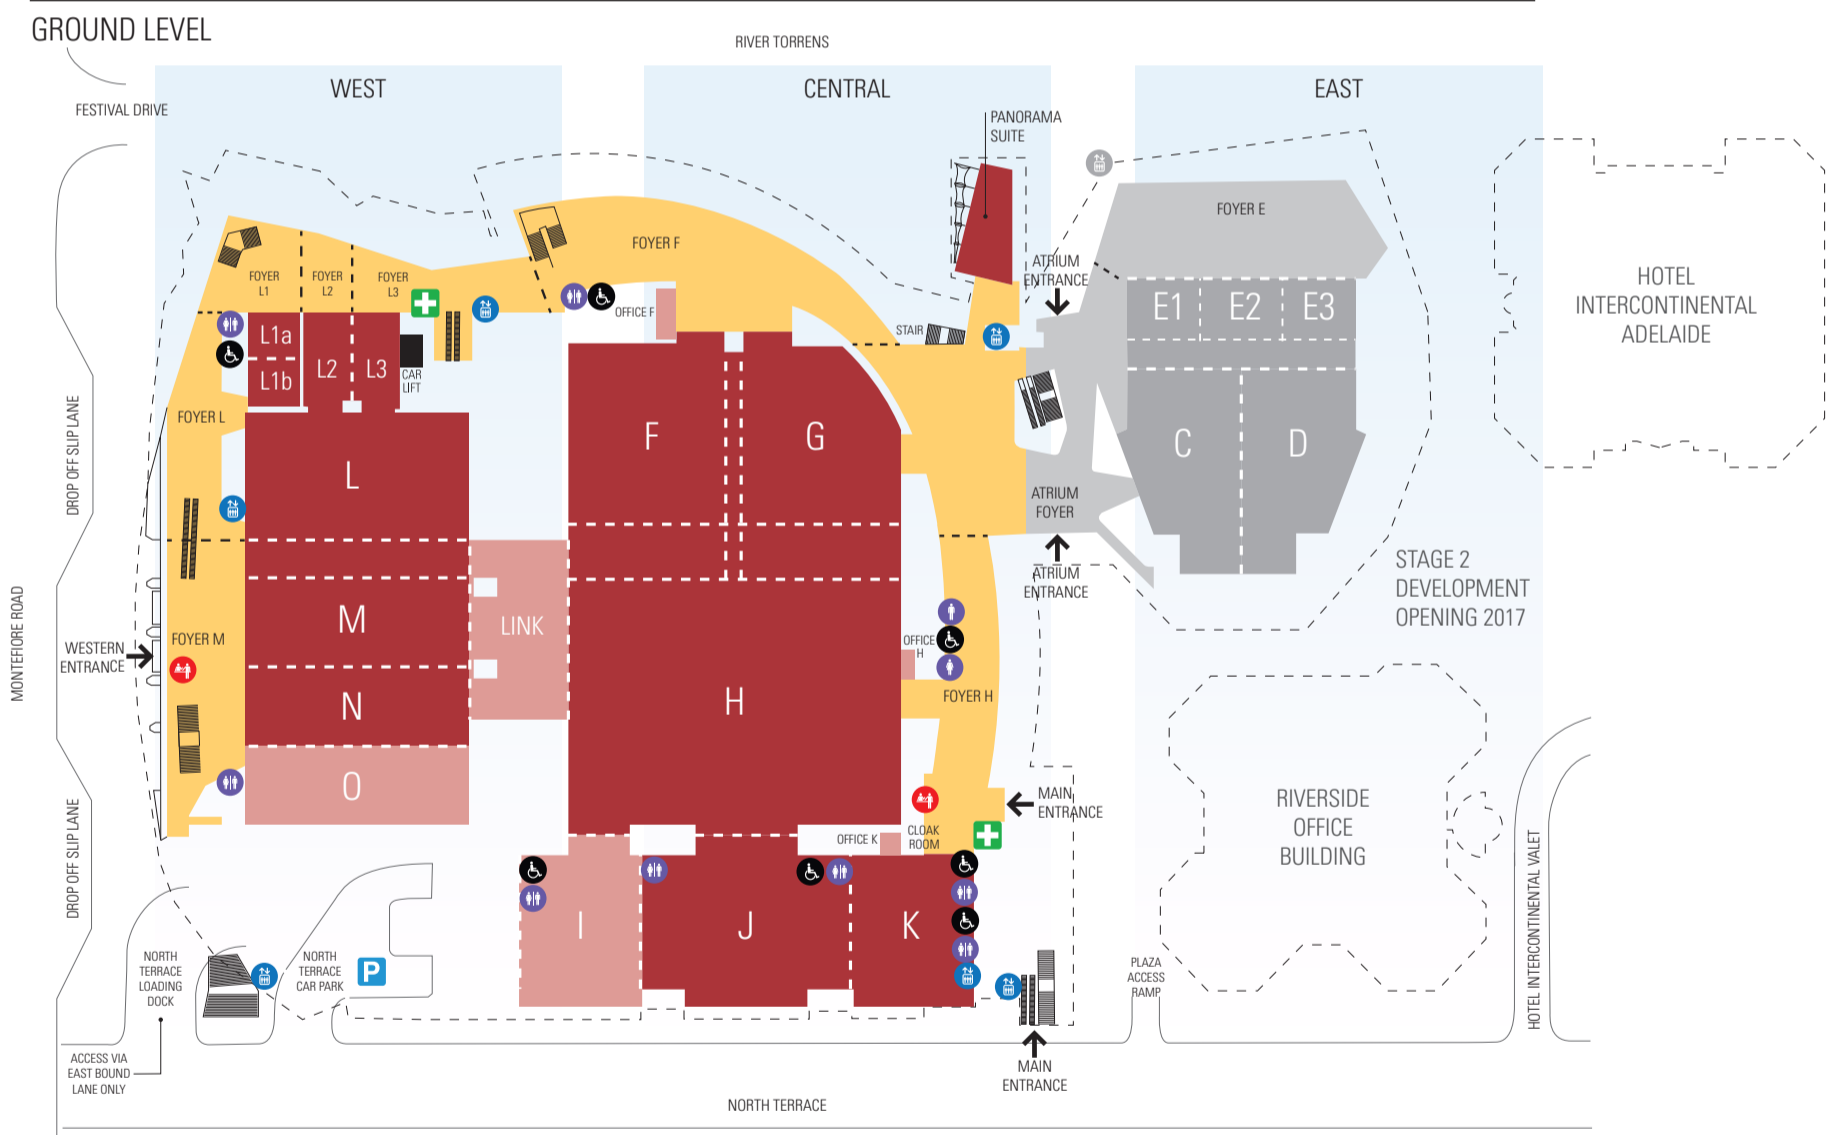 GROUND LEVEL
RIVER TORRENS
WEST
CENTRAL
EAST
FESTIVAL DRIVE
PANORAMA
SUITE
FOYER E
FOYER F
ATRIUM
ENTRANCE
FOYER
L1
FOYER
L2
FOYER
L3
HOTEL
INTERCONTINENTAL
ADELAIDE
OFFICE F
STAIR
E1
E2
E3
L1a
L1b
L2
L3
CAR
LIFT
FOYER L
F
G
C
D
L
DROP OFF SLIP LANE
ATRIUM
FOYER
ATRIUM
ENTRANCE
STAGE 2
DEVELOPMENT
OPENING 2017
MONTEFIORE ROAD
WESTERN
ENTRANCE
FOYER M
M
LINK
OFFICE
H
FOYER H
N
H
O
MAIN
ENTRANCE
RIVERSIDE
OFFICE
BUILDING
OFFICE K
CLOAK
ROOM
DROP OFF SLIP LANE
HOTEL INTERCONTINENTAL VALET
I
J
K
NORTH
TERRACE
LOADING
DOCK
NORTH
TERRACE
CAR PARK
P
PLAZA
ACCESS
RAMP
ACCESS VIA
EAST BOUND
LANE ONLY
MAIN
ENTRANCE
NORTH TERRACE